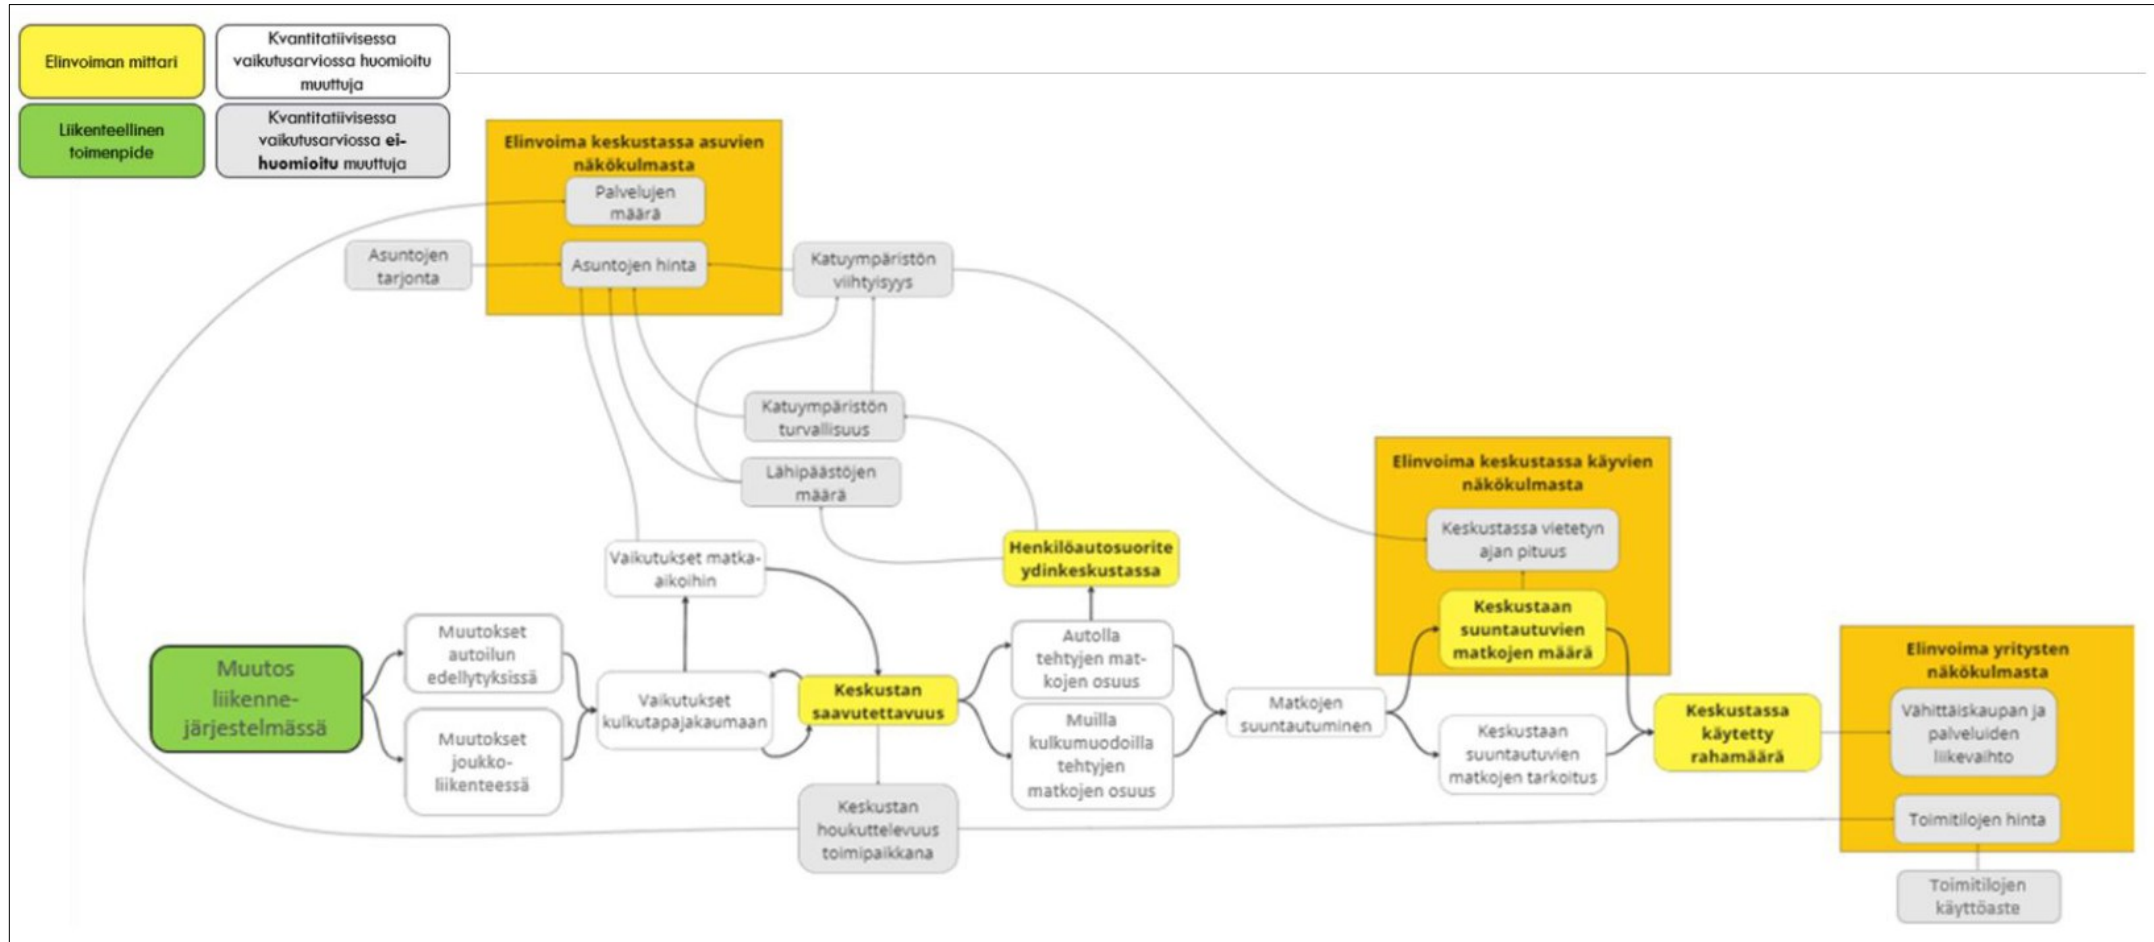 Elinvoiman mittari
Kvantitatiivisessa
vaikutusarviossa huomioitu
muuttuja
Liikenteellinen
toimenpide
Kvantitatiivisessa
vaikutusarviossa ei-
huomioitu muuttuja
Elinvoima keskustassa asuvien
näkökulmasta
Palvelujen
määrä
Asuntojen
tarjonta
Asuntojen hinta
Katuympäristön
viihtyisyys
Katuympäristön
turvallisuus
Lähipäästöjen
määrä
Elinvoima keskustassa käyvien
näkökulmasta
Keskustassa vietetyn
ajan pituus
Keskustaan
suuntautuvien
matkojen määrä
Henkilöautosuorite
ydinkeskustassa
Vaikutukset matka-
aikoihin
Muutos
liikenne-
järjestelmässä
Muutokset
autoilun
edellytyksissä
Muutokset
joukko-
liikenteessä
Vaikutukset
kulkutapajakaumaan
Keskustan
saavutettavuus
Autolla
tehtyjen mat-
kojen osuus
Muilla
kulkumuodoilla
tehtyjen
matkojen osuus
Matkojen
suuntautuminen
Keskustaan
suuntautuvien
matkojen tarkoitus
Keskustassa
käytetty
rahamäärä
Elinvoima yritysten
näkökulmasta
Vähittäiskaupan ja
palveluiden
liikevaihto
Keskustan
houkuttelevuus
toimipaikkana
Toimitilojen hinta
Toimitilojen
käyttöaste